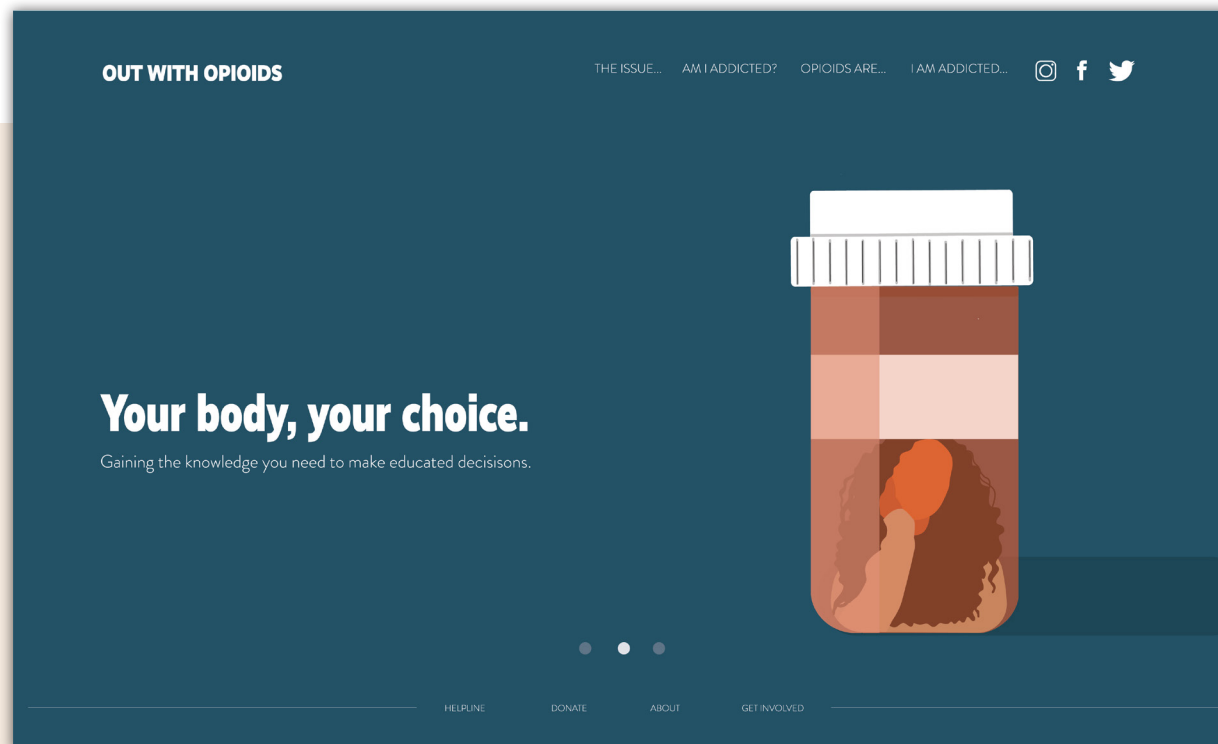 OUT WITH OPIOIDS
THE ISSUE... AM I ADDICTED? OPIOIDS ARE... I AM ADDICTED...
Your body, your choice.
Gaining the knowledge you need to make educated decisisons.
HELPLINE DONATE ABOUT GET INVOLVED